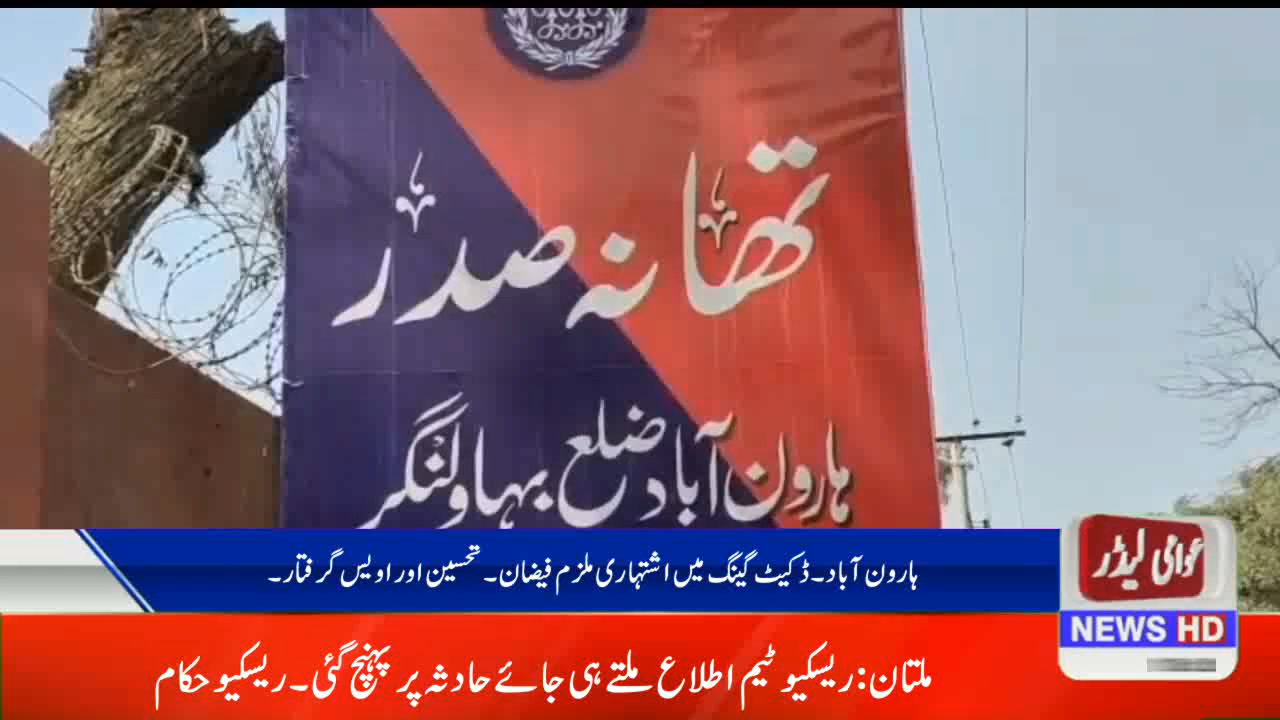 تھانہ صدر
ہارون آباد ضلع بہاولنگر
ہارون آباد۔ڈکیٹ گینگ میں اشتہاری ملزم فیضان۔تحسین اور اویس گرفتار۔
عوامی لیڈر
NEWS HD
ملتان: ریسکیو ٹیم اطلاع ملتے ہی جائے حادثہ پر پہنچ گئی۔ریسکیو حکام